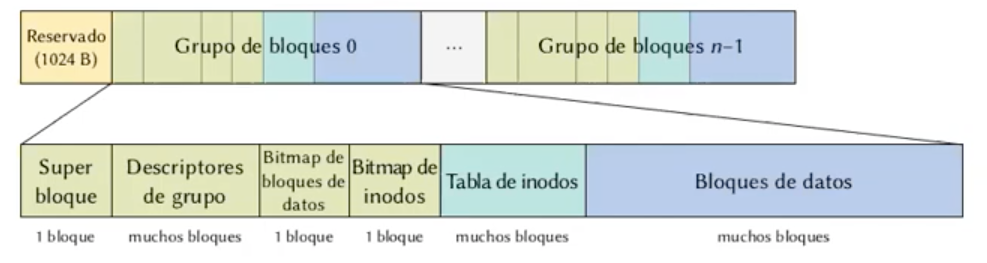 Reservado
(1024 B)
Grupo de bloques 0
...
Grupo de bloques n–1
Super
bloque
Descriptores
de grupo
Bitmap de
bloques de
datos
Bitmap de
inodos
Tabla de inodos
Bloques de datos
1 bloque
muchos bloques
1 bloque
1 bloque
muchos bloques
muchos bloques